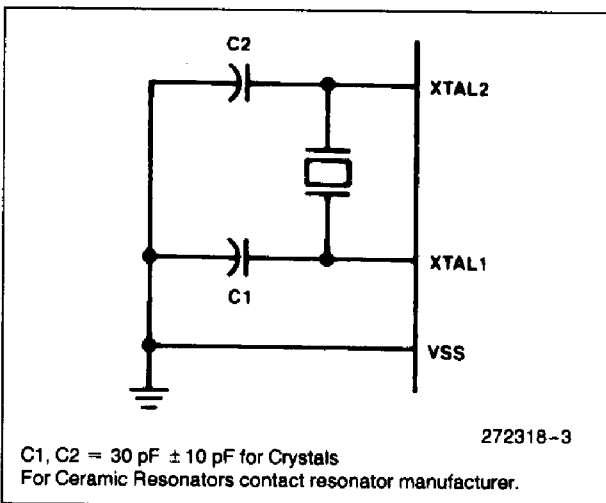 C2
XTAL2
XTAL1
C1
VSS
272318-3
C1, C2 = 30 pF ± 10 pF for Crystals
For Ceramic Resonators contact resonator manufacturer.